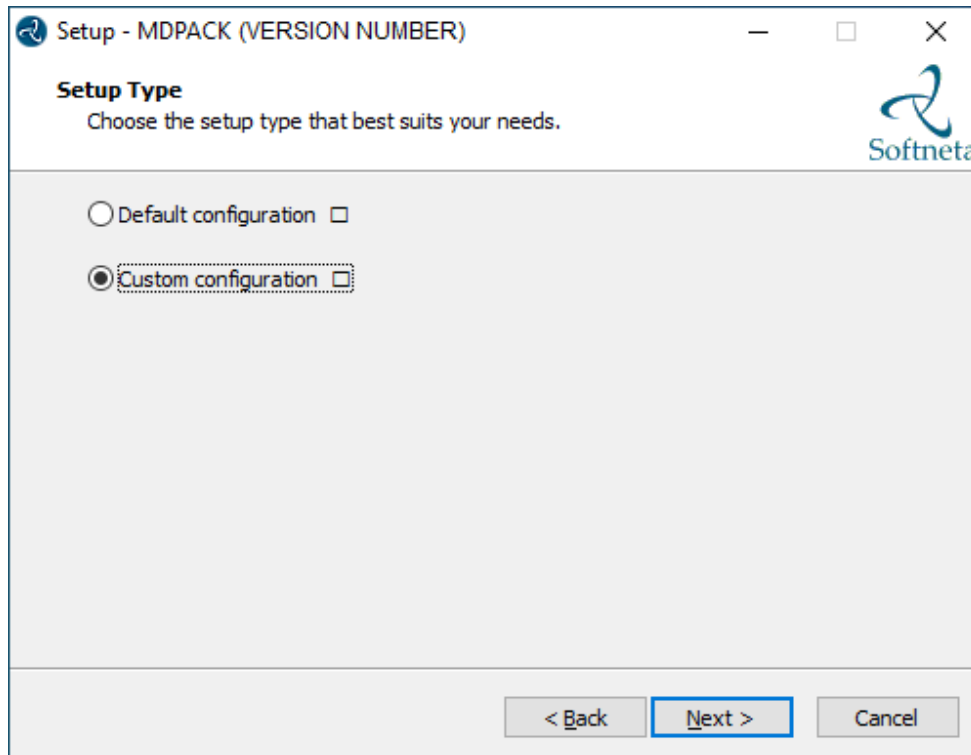 Setup - MDPACK (VERSION NUMBER)
Setup Type
Choose the setup type that best suits your needs.
Softneta
Default configuration □
Custom configuration □
< Back
Next >
Cancel